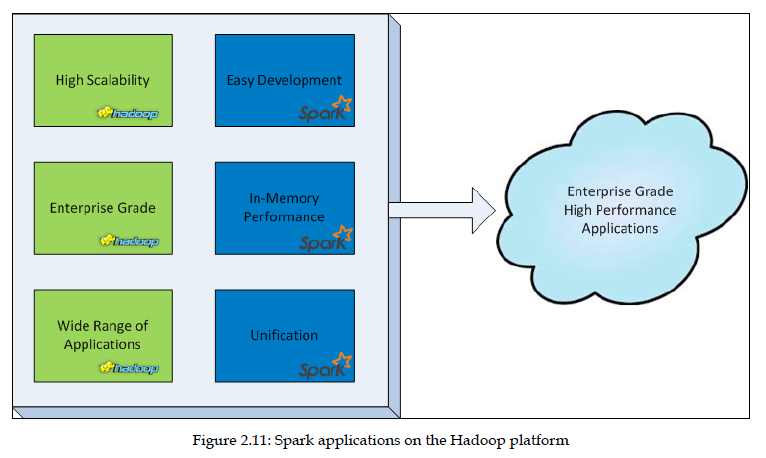 High Scalability
hadoop
Easy Development
Spark
Enterprise Grade
hadoop
In-Memory
Performance
Spark
Wide Range of
Applications
hadoop
Unification
Spark
Enterprise Grade
High Performance
Applications
Figure 2.11: Spark applications on the Hadoop platform